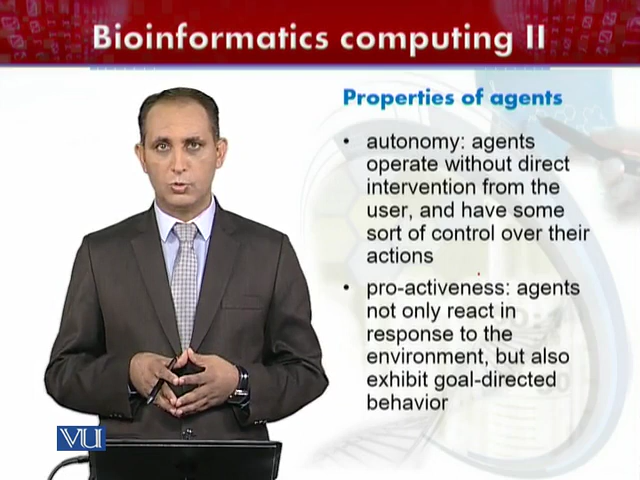 Bioinformatics computing II
Properties of agents
• autonomy: agents
operate without direct
intervention from the
user, and have some
sort of control over their
actions
• pro-activeness: agents
not only react in
response to the
environment, but also
exhibit goal-directed
behavior
VU